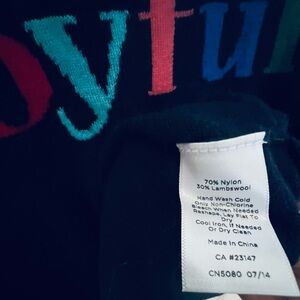 oyful
70% Nylon
30% Lambswool
Hand Wash Cold
Only Non-Chlorine
Bleach When Needed
Reshape, Lay Flat To
Dry
Cool Iron, If Needed
Or Dry Clean
Made in China
CA #23147
CN5080 07/14